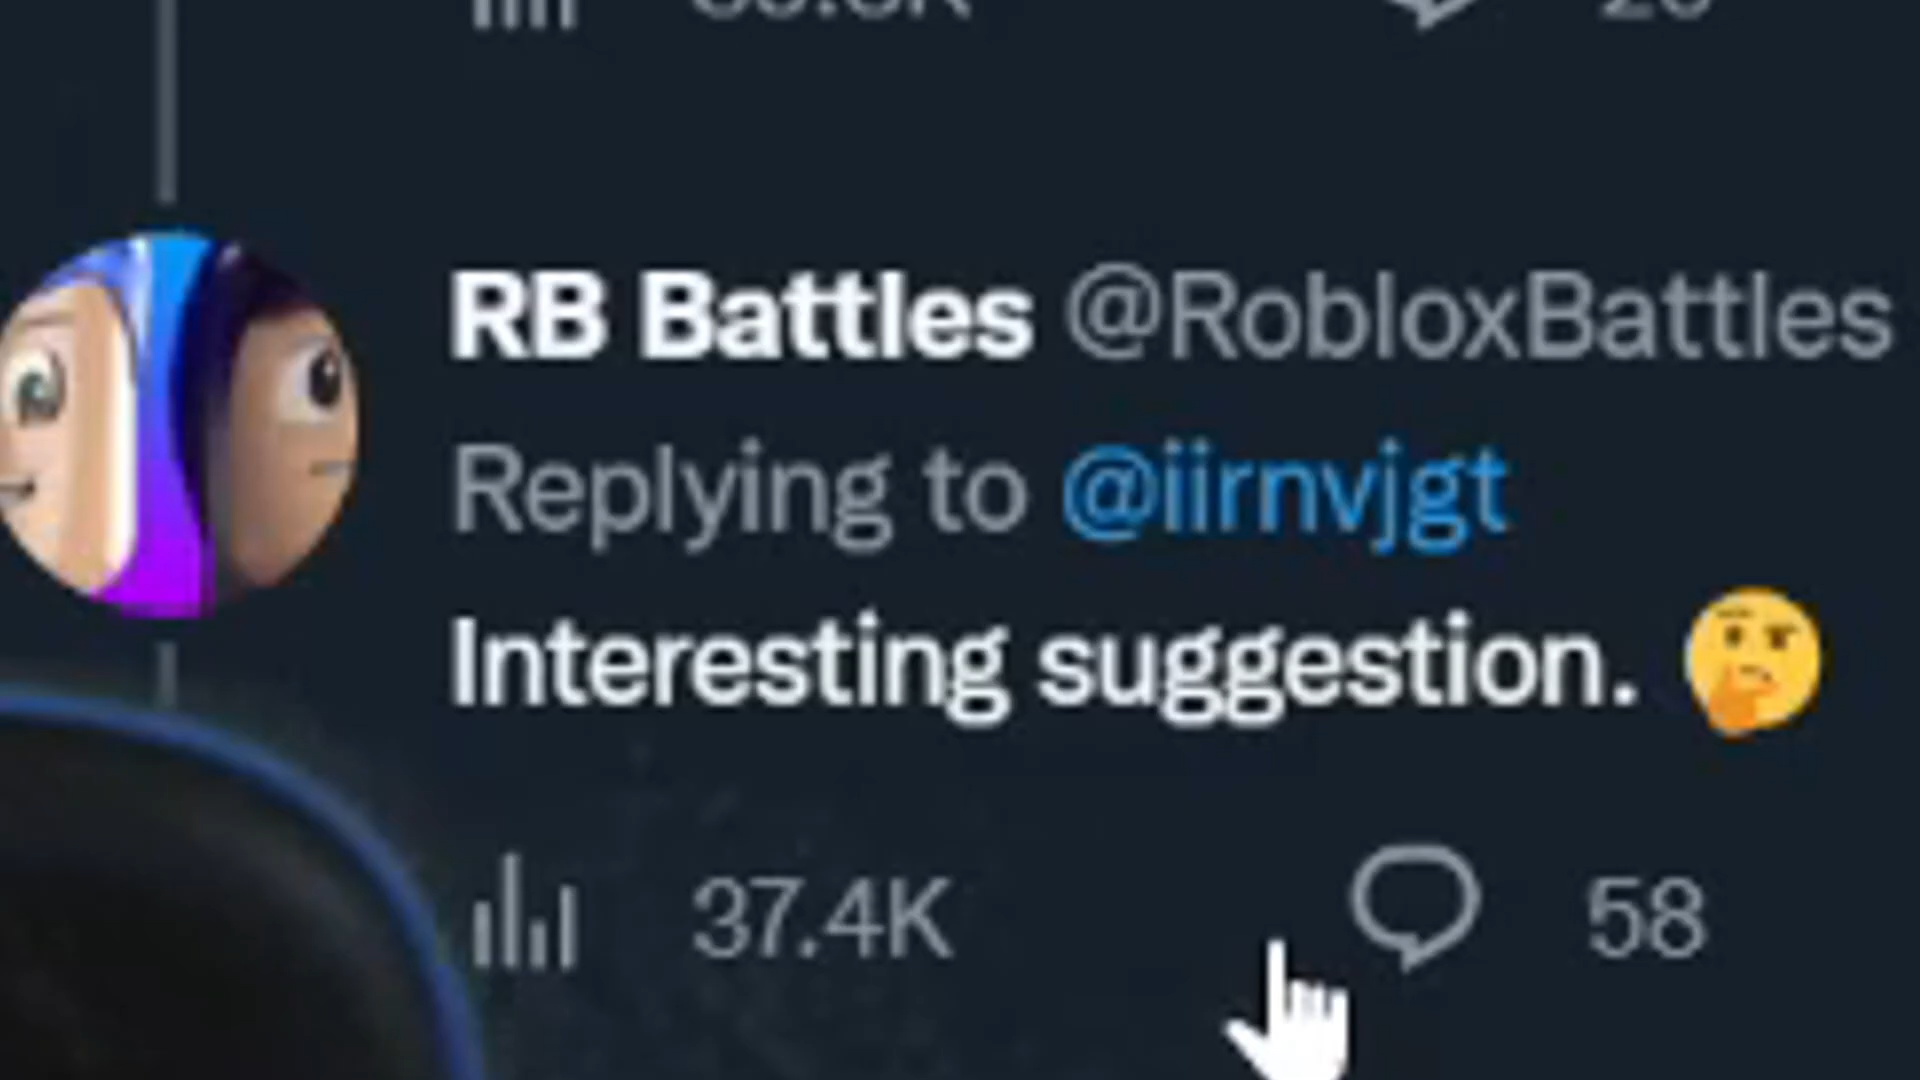 RB Battles @RobloxBattles
Replying to @iirnvjgt
Interesting suggestion. 🤔
37.4K 58